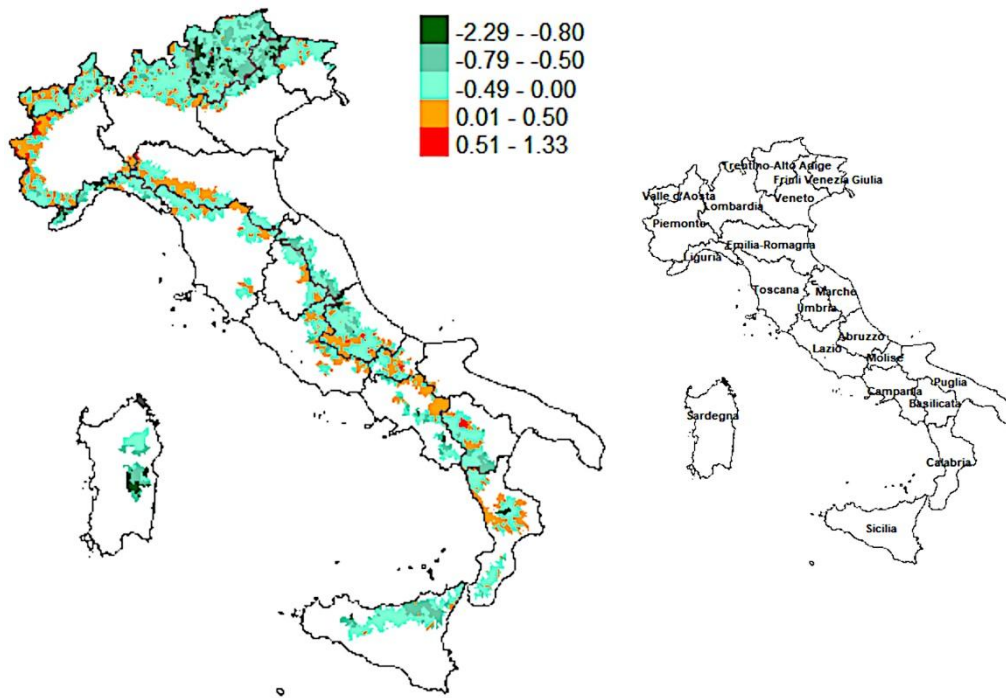 -2.29 - -0.80
-0.79 - -0.50
-0.49 - 0.00
0.01 - 0.50
0.51 - 1.33
Trentino-Alto Adige
Friuli Venezia Giulia
Valle d'Aosta
Lombardia
Veneto
Piemonte
Emilia-Romagna
Liguria
Toscana
Marche
Umbria
Abruzzo
Lazio
Molise
Campania
Puglia
Basilicata
Sardegna
Calabria
Sicilia